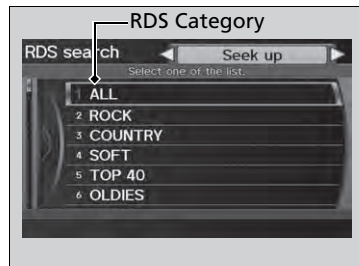 RDS Category
RDS search
Seek up
Select one of the list.
1 ALL
2 ROCK
3 COUNTRY
4 SOFT
5 TOP 40
6 OLDIES